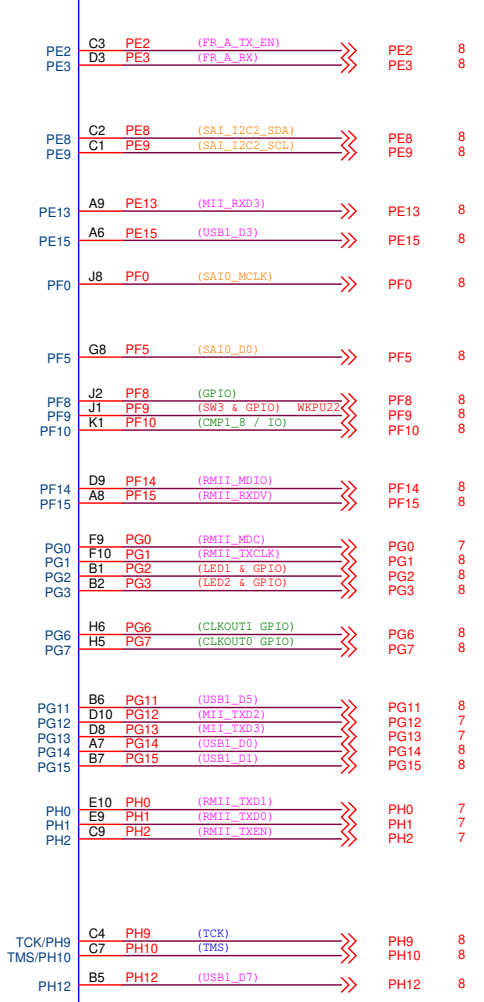 PE2 C3 PE2 (FR_A_TX_EN) PE2 8
PE3 D3 PE3 (FR_A_RX) PE3 8
PE8 C2 PE8 (SAI_I2C2_SDA) PE8 8
PE9 C1 PE9 (SAI_I2C2_SCL) PE9 8
PE13 A9 PE13 (MII_RXD3) PE13 8
PE15 A6 PE15 (USB1_D3) PE15 8
PF0 J8 PF0 (SAI0_MCLK) PF0 8
PF5 G8 PF5 (SAI0_D0) PF5 8
PF8 J2 PF8 (GPIO) PF8 8
PF9 J1 PF9 (SW3 & GPIO) WKPU22 PF9 8
PF10 K1 PF10 (CMP1_8 / IO) PF10 8
PF14 D9 PF14 (RMII_MDIO) PF14 8
PF15 A8 PF15 (RMII_RXDV) PF15 8
PG0 F9 PG0 (RMII_MDC) PG0 7
PG1 F10 PG1 (RMII_TXCLK) PG1 8
PG2 B1 PG2 (LED1 & GPIO) PG2 8
PG3 B2 PG3 (LED2 & GPIO) PG3 8
PG6 H6 PG6 (CLKOUT1 GPIO) PG6 8
PG7 H5 PG7 (CLKOUT0 GPIO) PG7 8
PG11 B6 PG11 (USB1_D5) PG11 8
PG12 D10 PG12 (MII_TXD2) PG12 7
PG13 D8 PG13 (MII_TXD3) PG13 7
PG14 A7 PG14 (USB1_D0) PG14 8
PG15 B7 PG15 (USB1_D1) PG15 8
PH0 E10 PH0 (RMII_TXD1) PH0 7
PH1 E9 PH1 (RMII_TXD0) PH1 7
PH2 C9 PH2 (RMII_TXEN) PH2 7
TCK/PH9 C4 PH9 (TCK) PH9 8
TMS/PH10 C7 PH10 (TMS) PH10 8
PH12 B5 PH12 (USB1_D7) PH12 8